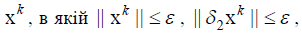 x^k , в якій || x^k || ≤ ε , || δ₂x^k || ≤ ε ,